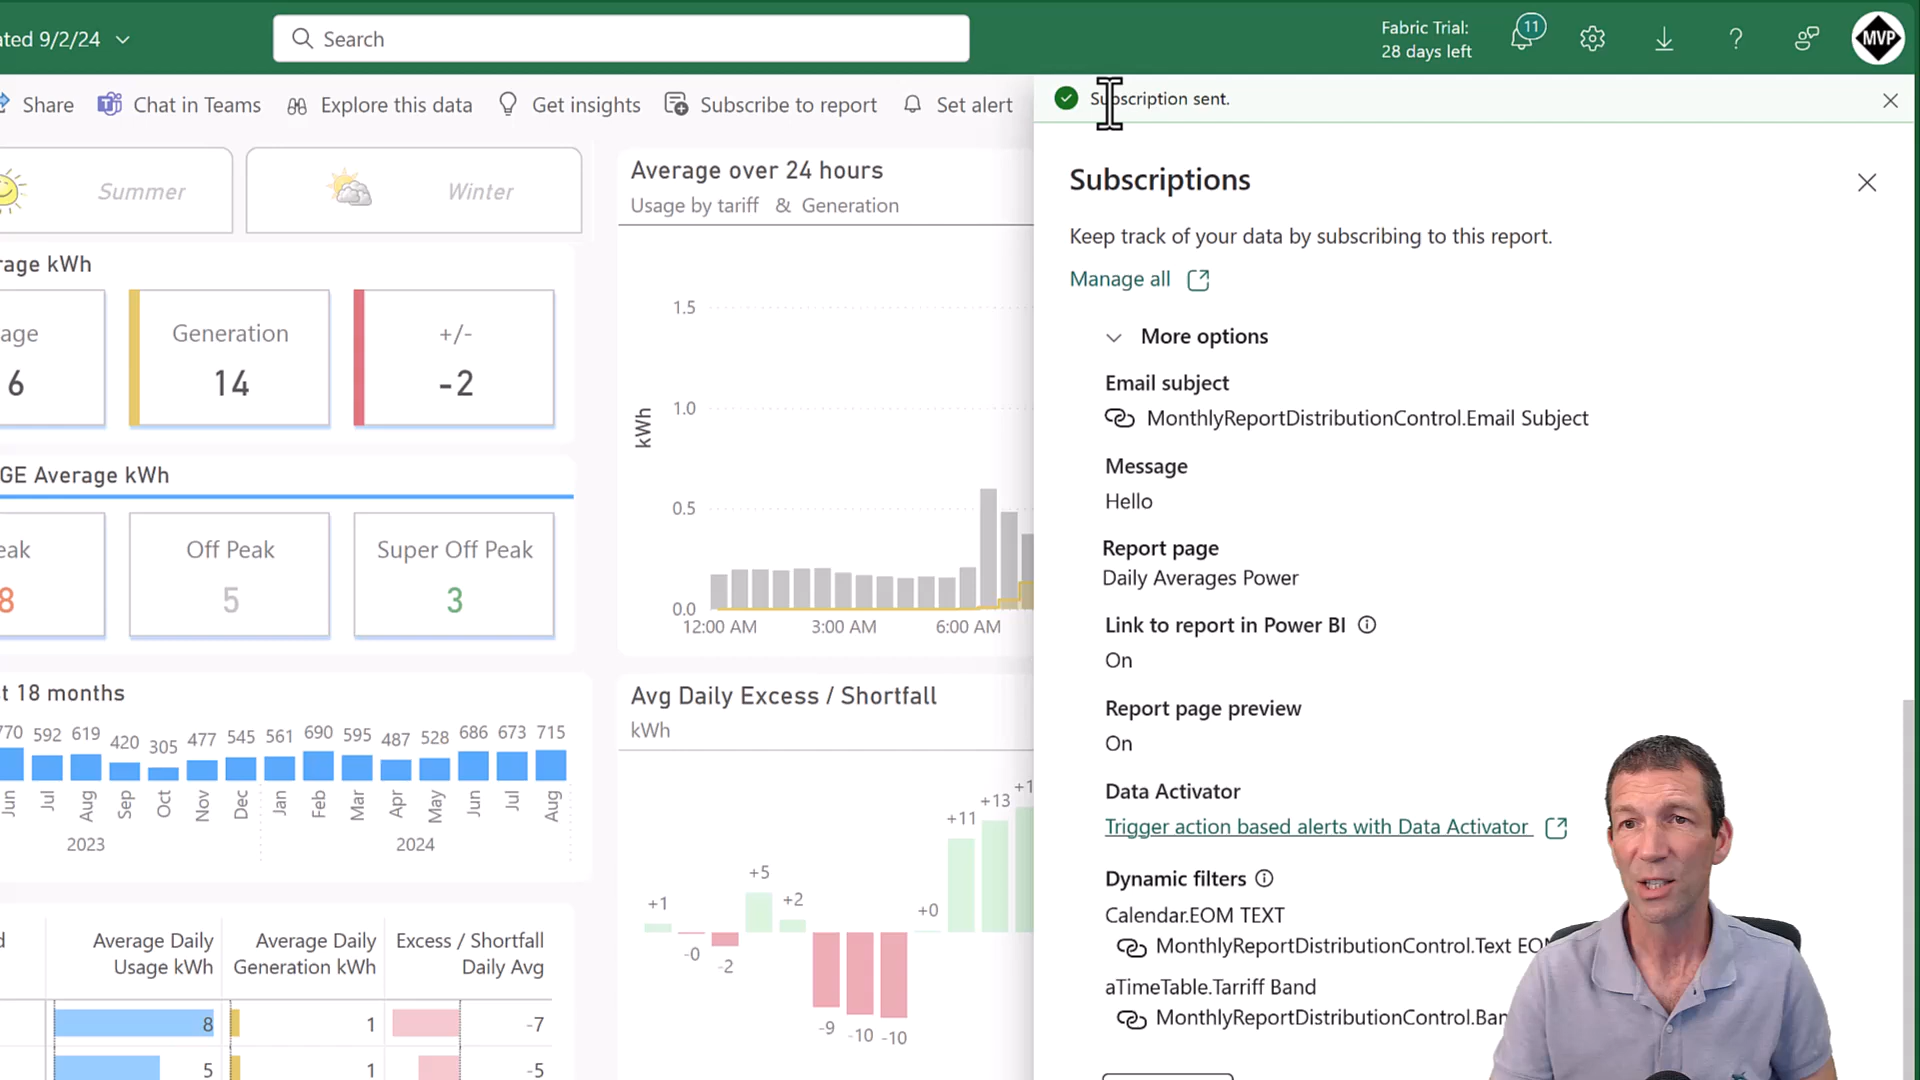 ated 9/2/24
Search
Fabric Trial:
28 days left
11
MVP
Share
Chat in Teams
Explore this data
Get insights
Subscribe to report
Set alert
Subscription sent.
Summer
Winter
rage kWh
age
6
Generation
14
+/-
-2
GE Average kWh
eak
8
Off Peak
5
Super Off Peak
3
t 18 months
770 592 619 420 305 477 545 561 690 595 487 528 686 673 715
Jun Jul Aug Sep Oct Nov Dec Jan Feb Mar Apr May Jun Jul Aug
2023 2024
d
Average Daily
Usage kWh
Average Daily
Generation kWh
Excess / Shortfall
Daily Avg
8 1 -7
5 1 -5
Average over 24 hours
Usage by tariff & Generation
kWh
1.5
1.0
0.5
0.0
12:00 AM 3:00 AM 6:00 AM
Avg Daily Excess / Shortfall
kWh
+1 -0 -2 +5 +2 -9 -10 -10 +0 +11 +13 +1
Subscriptions
Keep track of your data by subscribing to this report.
Manage all
More options
Email subject
MonthlyReportDistributionControl.Email Subject
Message
Hello
Report page
Daily Averages Power
Link to report in Power BI
On
Report page preview
On
Data Activator
Trigger action based alerts with Data Activator
Dynamic filters
Calendar.EOM TEXT
MonthlyReportDistributionControl.Text EOM
aTimeTable.Tarriff Band
MonthlyReportDistributionControl.Ban